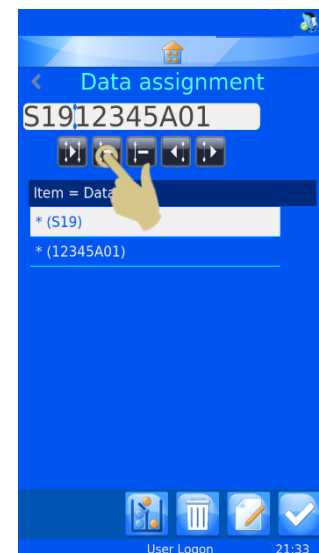 Data assignment
S1912345A01
Item = Data
* (S19)
* (12345A01)
User Logon 21:33